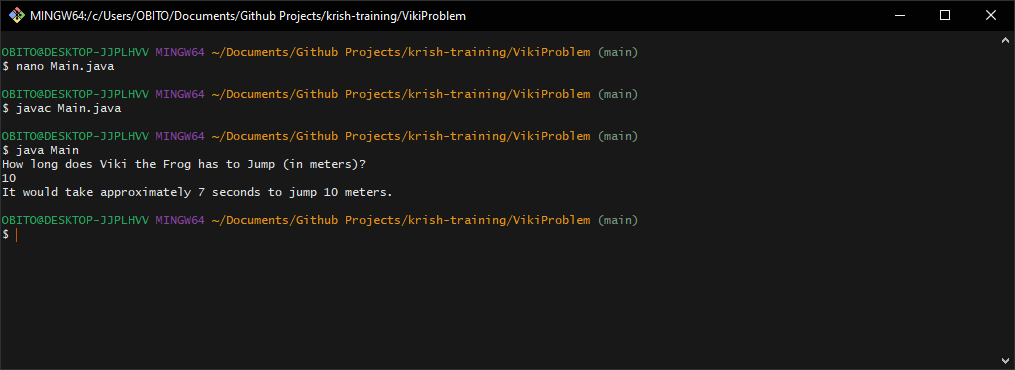 MINGW64:/c/Users/OBITO/Documents/Github Projects/krish-training/VikiProblem
OBITO@DESKTOP-JJPLHVV MINGW64 ~/Documents/Github Projects/krish-training/VikiProblem (main)
$ nano Main.java
OBITO@DESKTOP-JJPLHVV MINGW64 ~/Documents/Github Projects/krish-training/VikiProblem (main)
$ javac Main.java
OBITO@DESKTOP-JJPLHVV MINGW64 ~/Documents/Github Projects/krish-training/VikiProblem (main)
$ java Main
How long does Viki the Frog has to Jump (in meters)?
10
It would take approximately 7 seconds to jump 10 meters.
OBITO@DESKTOP-JJPLHVV MINGW64 ~/Documents/Github Projects/krish-training/VikiProblem (main)
$